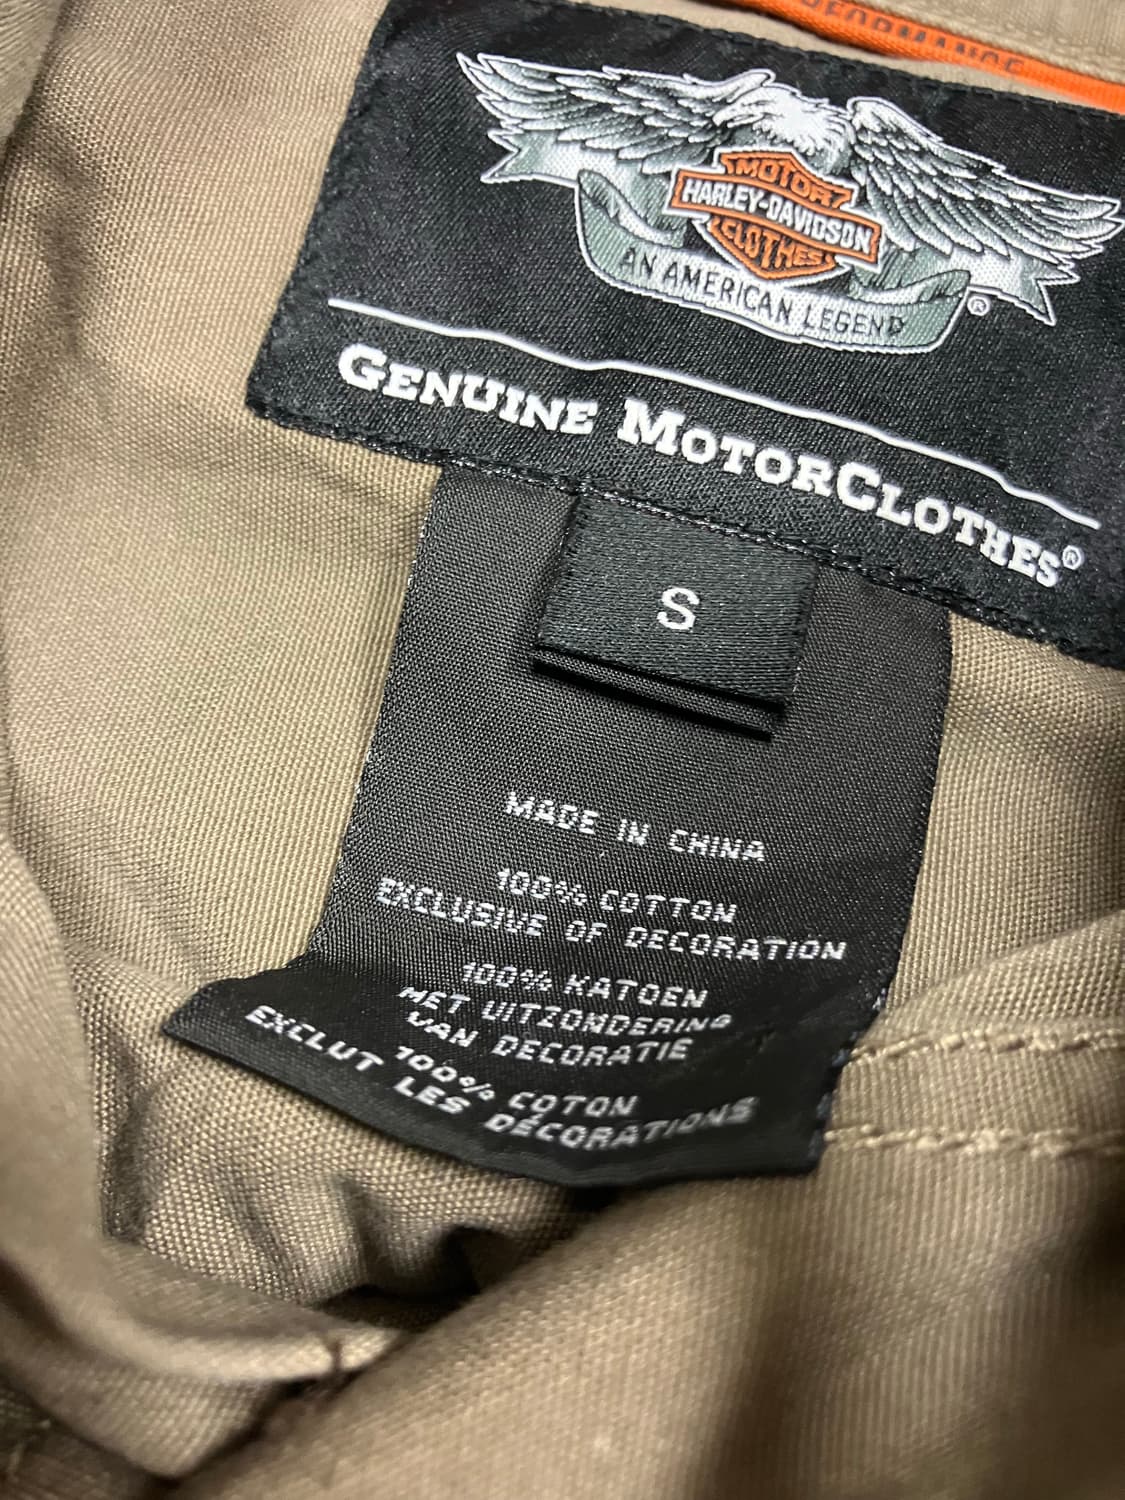 PERFORMANCE
MOTOR
HARLEY-DAVIDSON
CLOTHES
AN AMERICAN LEGEND
®
GENUINE MOTORCLOTHES®
S
MADE IN CHINA
100% COTTON
EXCLUSIVE OF DECORATION
100% KATOEN
MET UITZONDERING
VAN DECORATIE
100% COTON
EXCLUT LES DÉCORATIONS